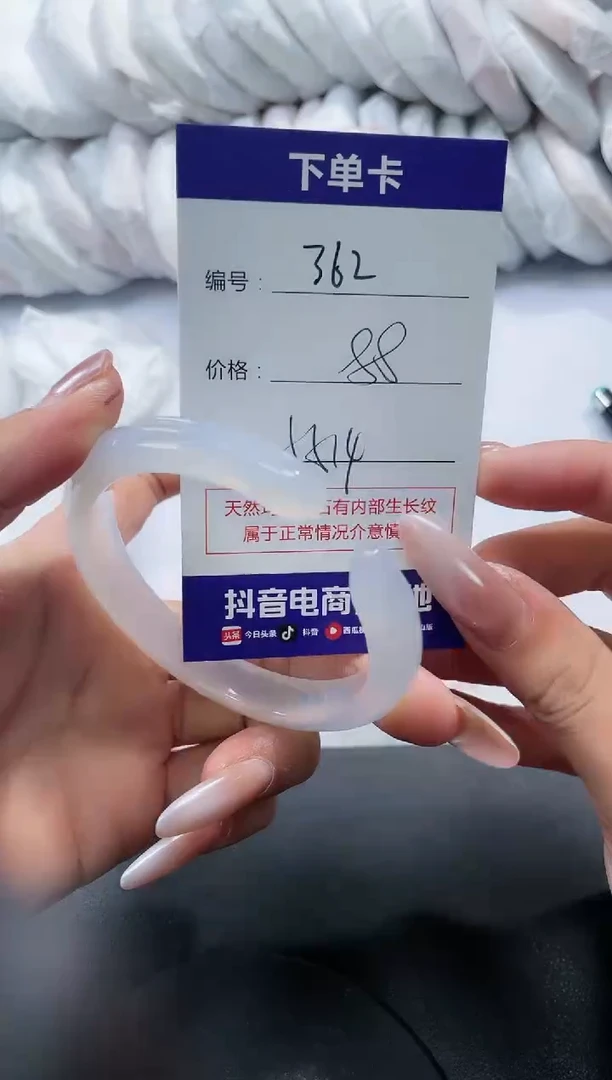 下单卡
编号：362
价格：88
天然 有内部生长纹
属于正常情况介意慎
抖音电商 地
头条 今日头条 抖音 西瓜